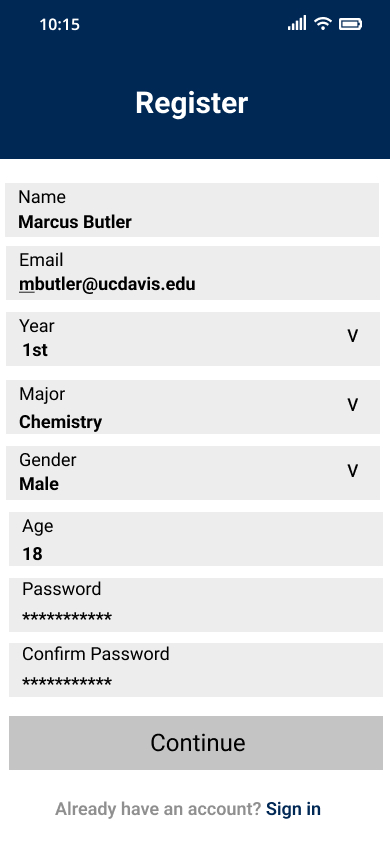 10:15
Register
Name
Marcus Butler
Email
mbutler@ucdavis.edu
Year
1st
V
Major
Chemistry
V
Gender
Male
V
Age
18
Password
***********
Confirm Password
***********
Continue
Already have an account? Sign in